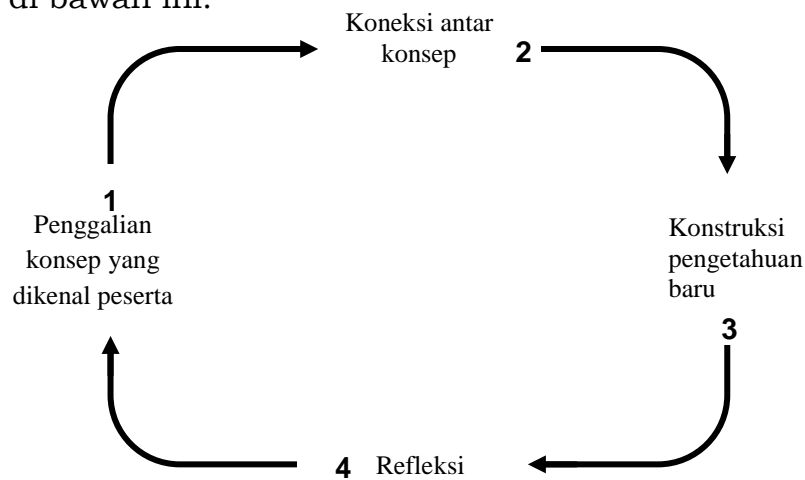 di bawah ini:
Koneksi antar
konsep
2
1
Penggalian
konsep yang
dikenal peserta
Konstruksi
pengetahuan
baru
3
4 Refleksi